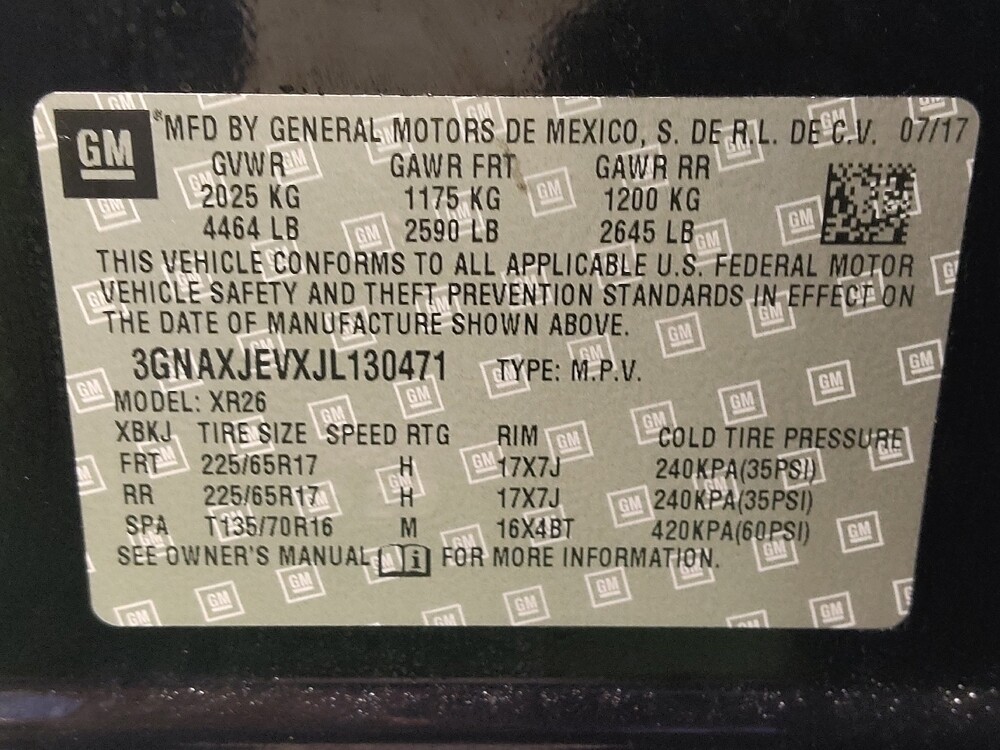 GM ® MFD BY GENERAL MOTORS DE MEXICO, S. DE R.L. DE C.V. 07/17
GVWR GAWR FRT GAWR RR
2025 KG 1175 KG 1200 KG
4464 LB 2590 LB 2645 LB
THIS VEHICLE CONFORMS TO ALL APPLICABLE U.S. FEDERAL MOTOR
VEHICLE SAFETY AND THEFT PREVENTION STANDARDS IN EFFECT ON
THE DATE OF MANUFACTURE SHOWN ABOVE.
3GNAXJEVXJL130471 TYPE: M.P.V.
MODEL: XR26
XBKJ TIRE SIZE SPEED RTG RIM COLD TIRE PRESSURE
FRT 225/65R17 H 17X7J 240KPA(35PSI)
RR 225/65R17 H 17X7J 240KPA(35PSI)
SPA T135/70R16 M 16X4BT 420KPA(60PSI)
SEE OWNER'S MANUAL i FOR MORE INFORMATION.